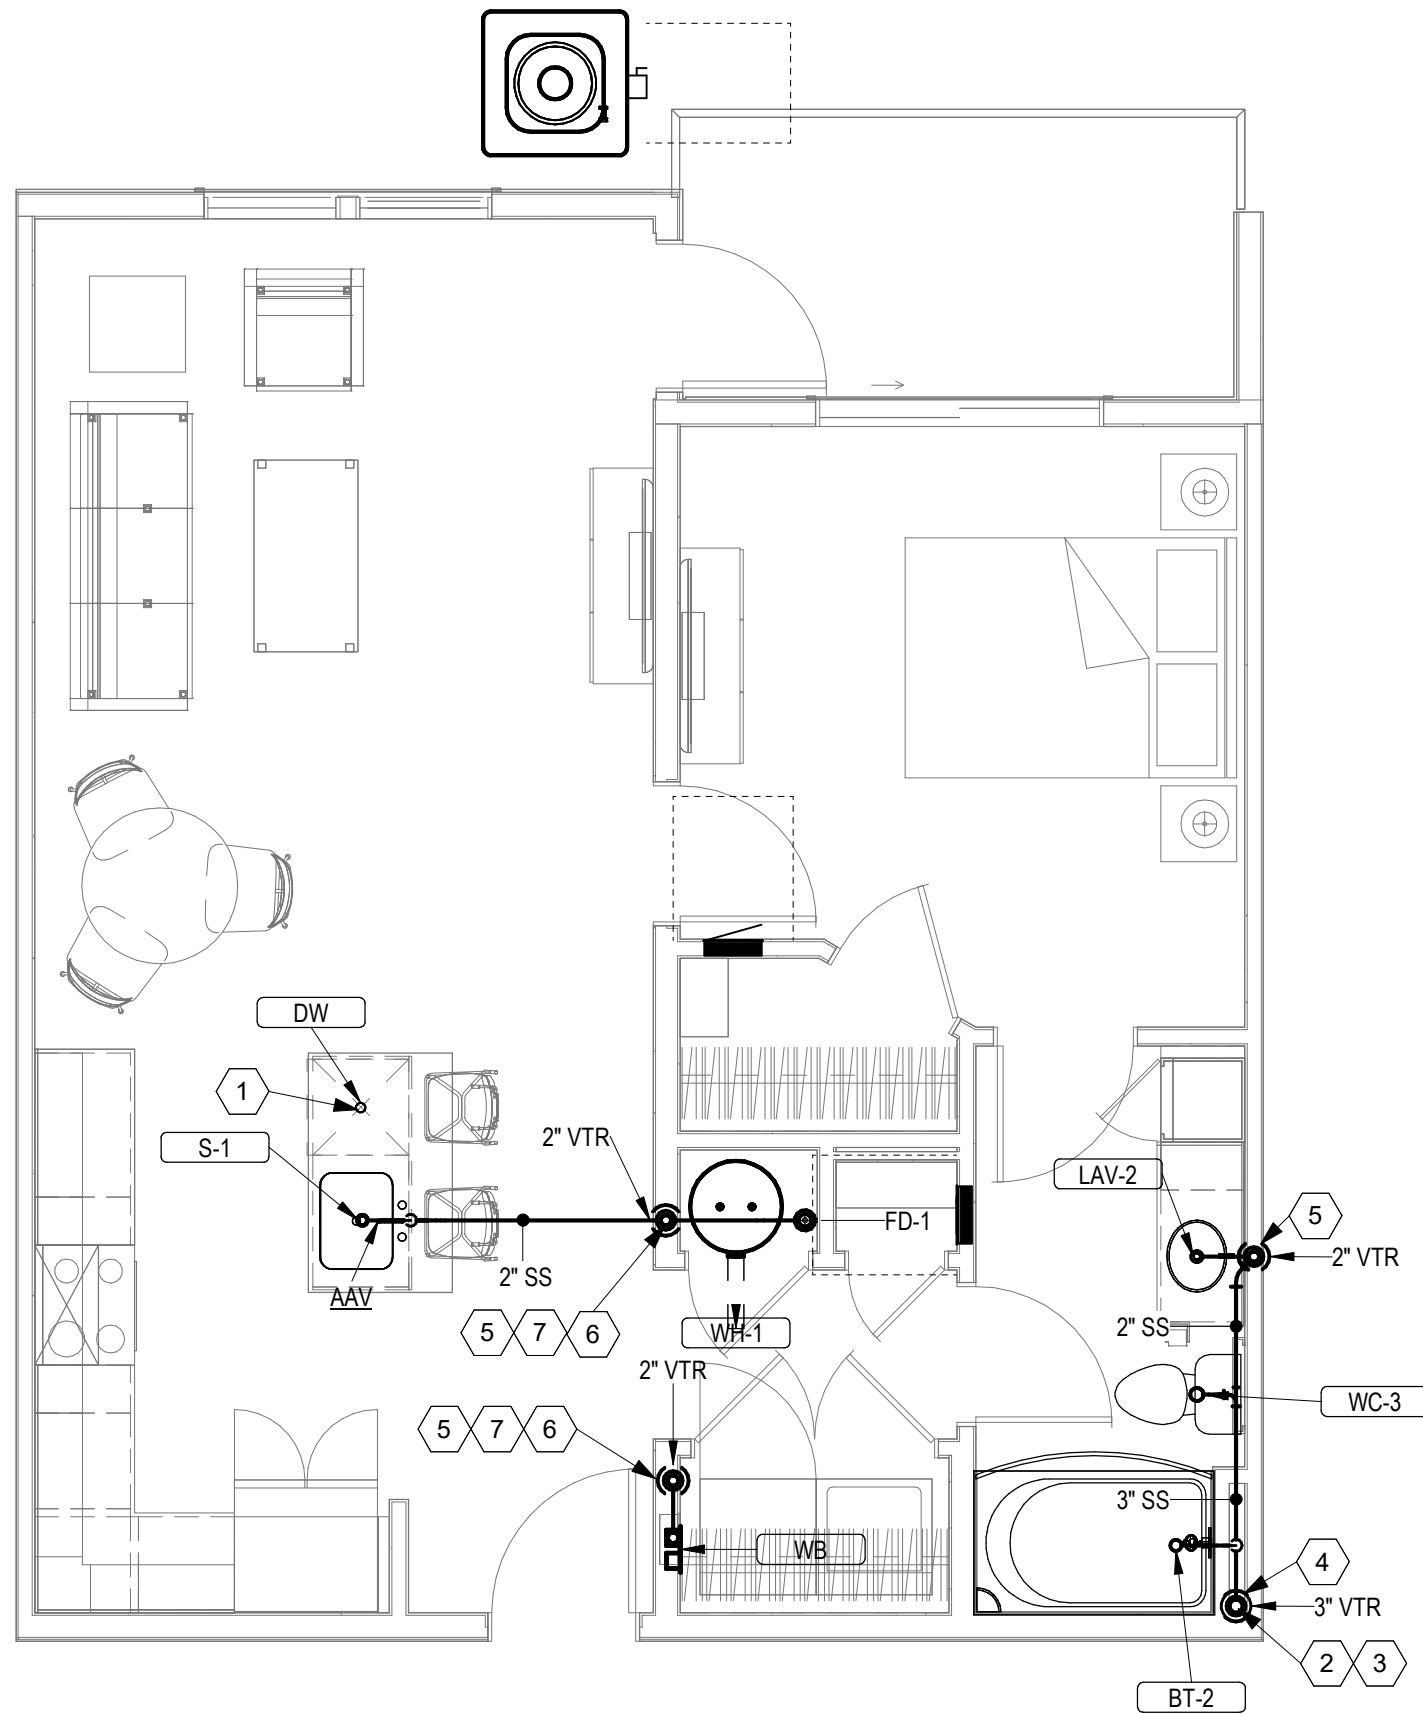 DW
1
S-1
2" VTR
LAV-2
FD-1
5
2" VTR
2" SS
AAV
5 7 6
WH-1
2" SS
2" VTR
WC-3
5 7 6
3" SS
WB
4
3" VTR
2 3
BT-2